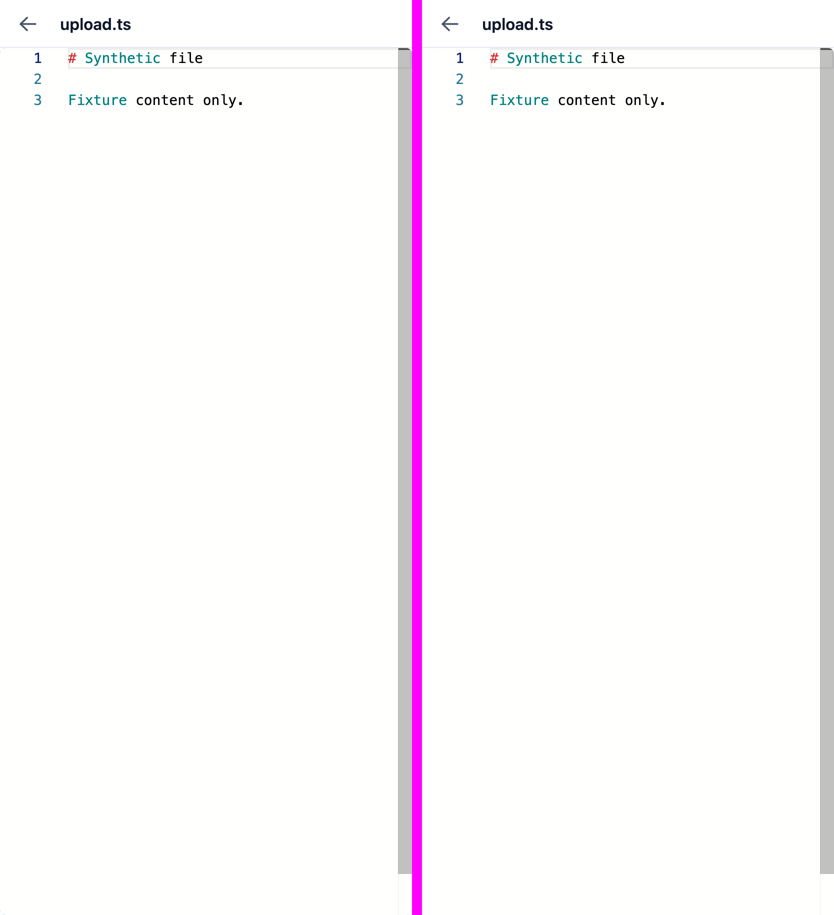 upload.ts
1 # Synthetic file
2
3 Fixture content only.
upload.ts
1 # Synthetic file
2
3 Fixture content only.